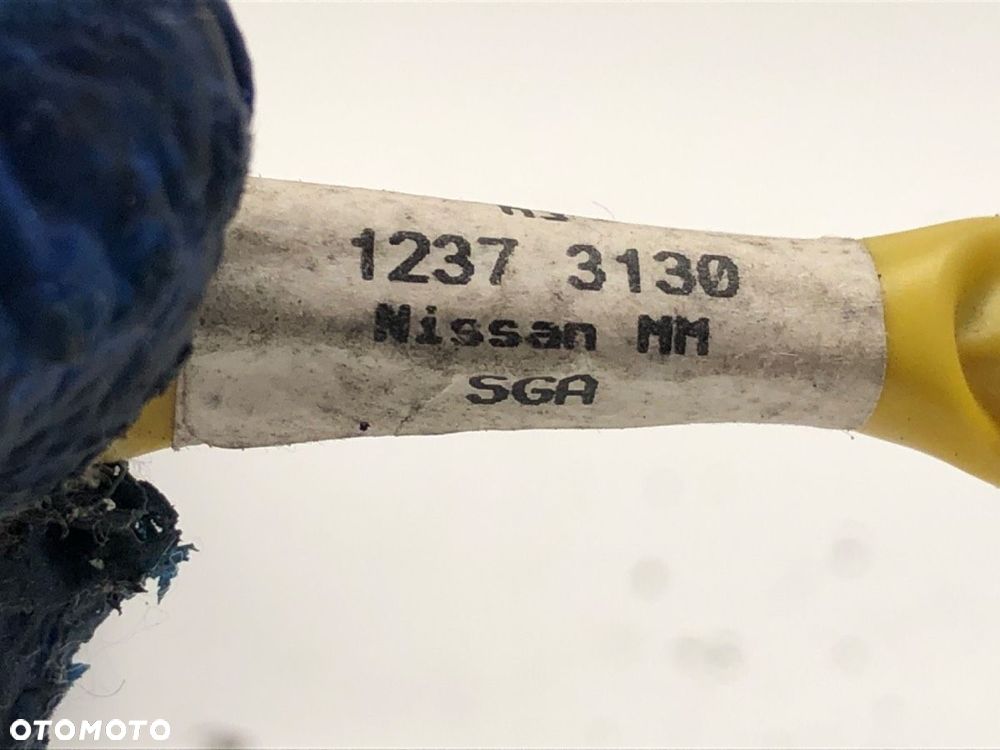 1237 3130
Nissan MM
SGA
OTOMOTO